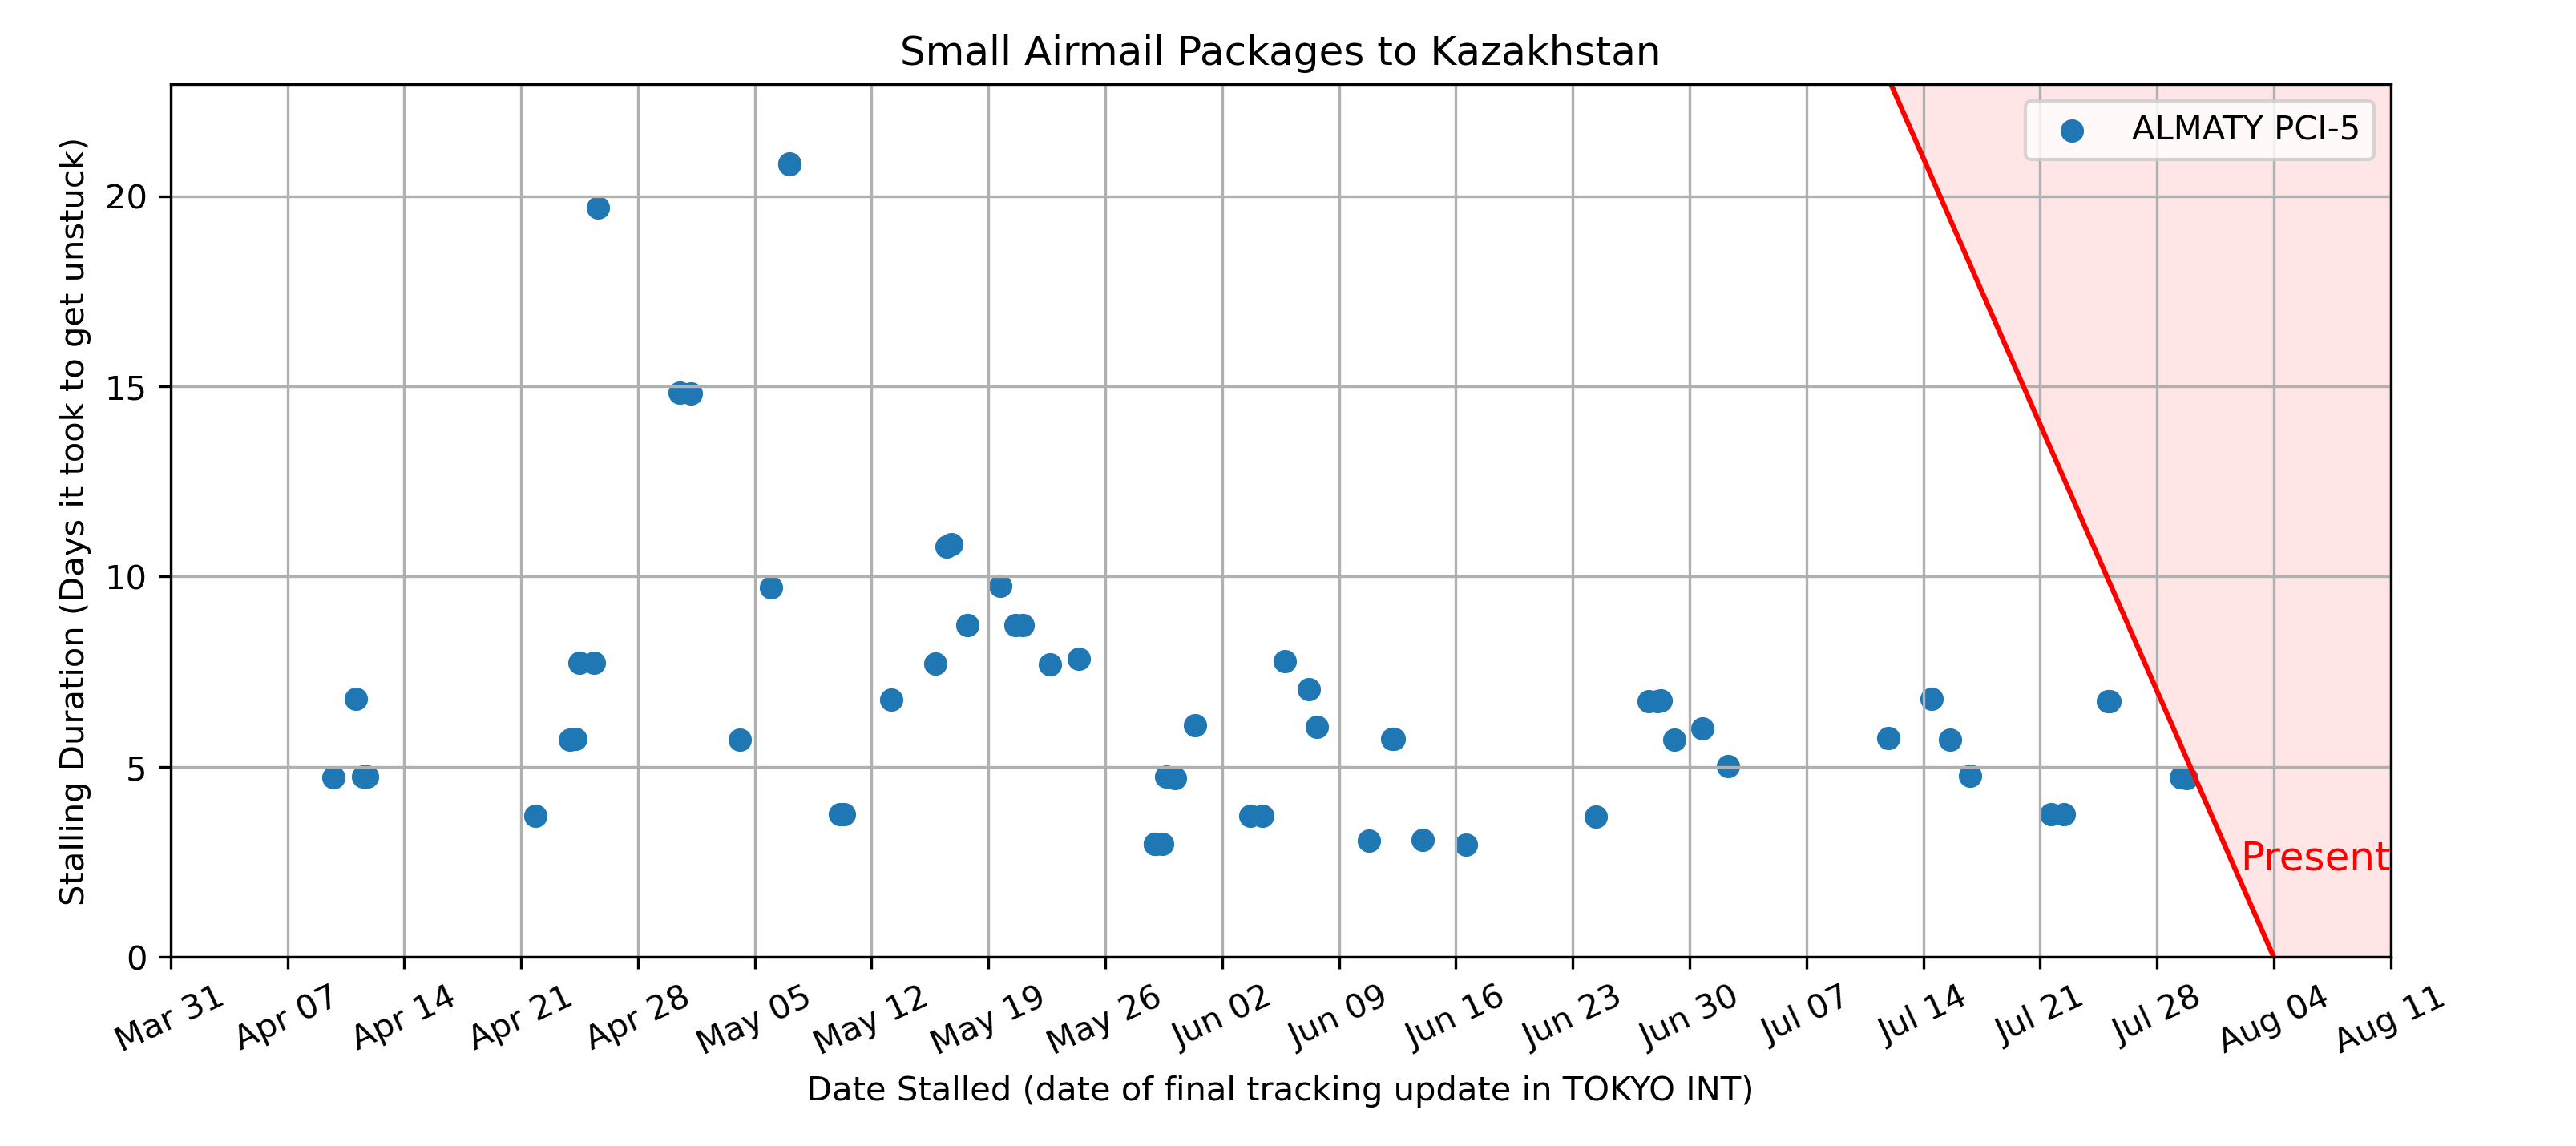 Small Airmail Packages to Kazakhstan
ALMATY PCI-5
Stalling Duration (Days it took to get unstuck)
20
15
10
5
0
Present
Mar 31
Apr 07
Apr 14
Apr 21
Apr 28
May 05
May 12
May 19
May 26
Jun 02
Jun 09
Jun 16
Jun 23
Jun 30
Jul 07
Jul 14
Jul 21
Jul 28
Aug 04
Aug 11
Date Stalled (date of final tracking update in TOKYO INT)